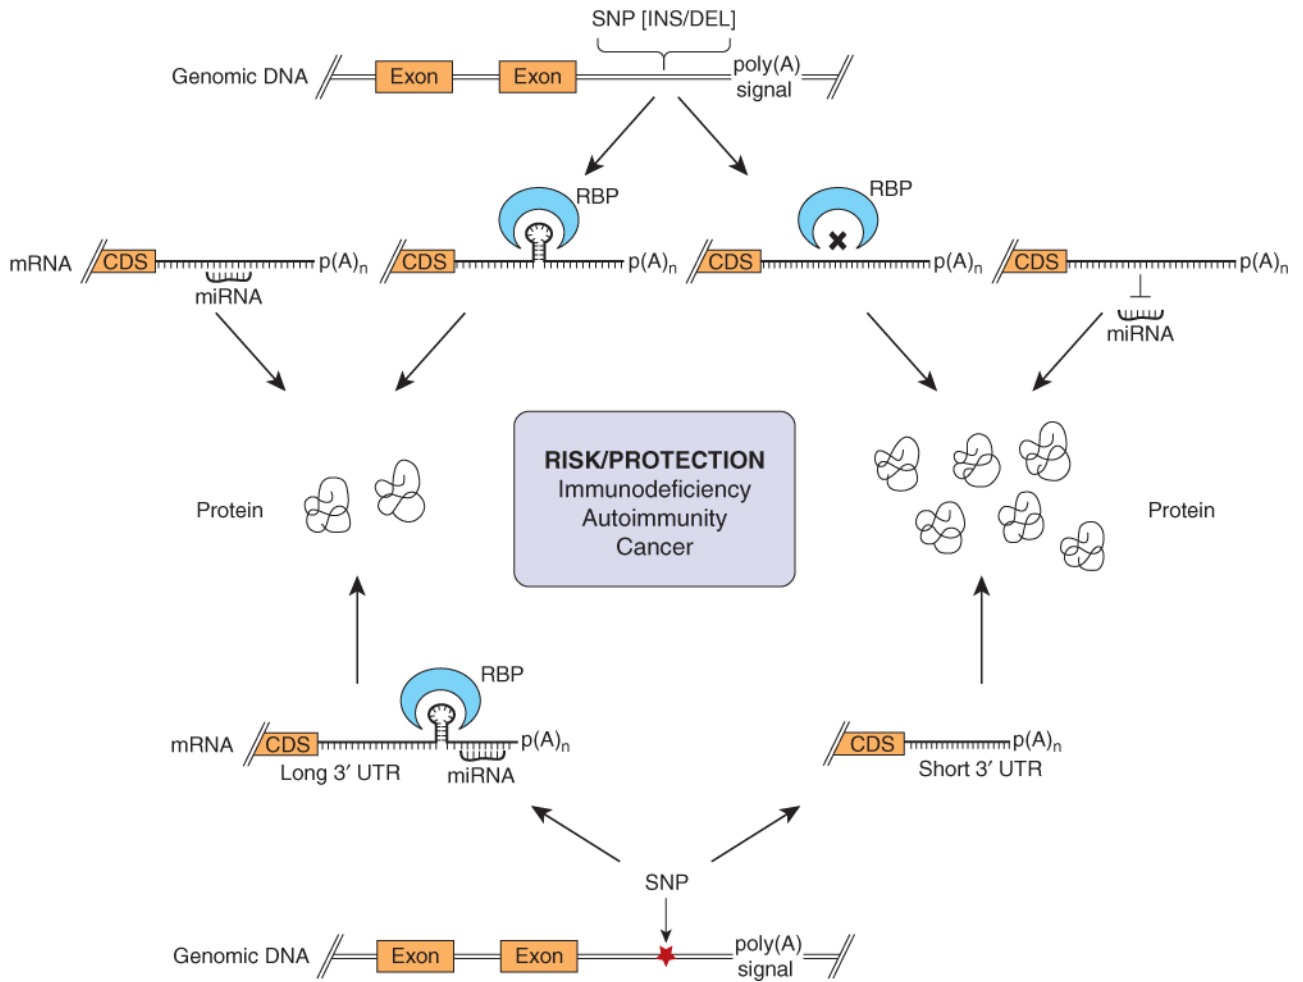 SNP [INS/DEL]
Genomic DNA
Exon
Exon
poly(A)
signal
RBP
RBP
mRNA
CDS
p(A)n
miRNA
CDS
p(A)n
CDS
p(A)n
CDS
p(A)n
miRNA
RISK/PROTECTION
Immunodeficiency
Autoimmunity
Cancer
Protein
Protein
RBP
mRNA
CDS
p(A)n
Long 3′ UTR
miRNA
CDS
p(A)n
Short 3′ UTR
SNP
Genomic DNA
Exon
Exon
poly(A)
signal